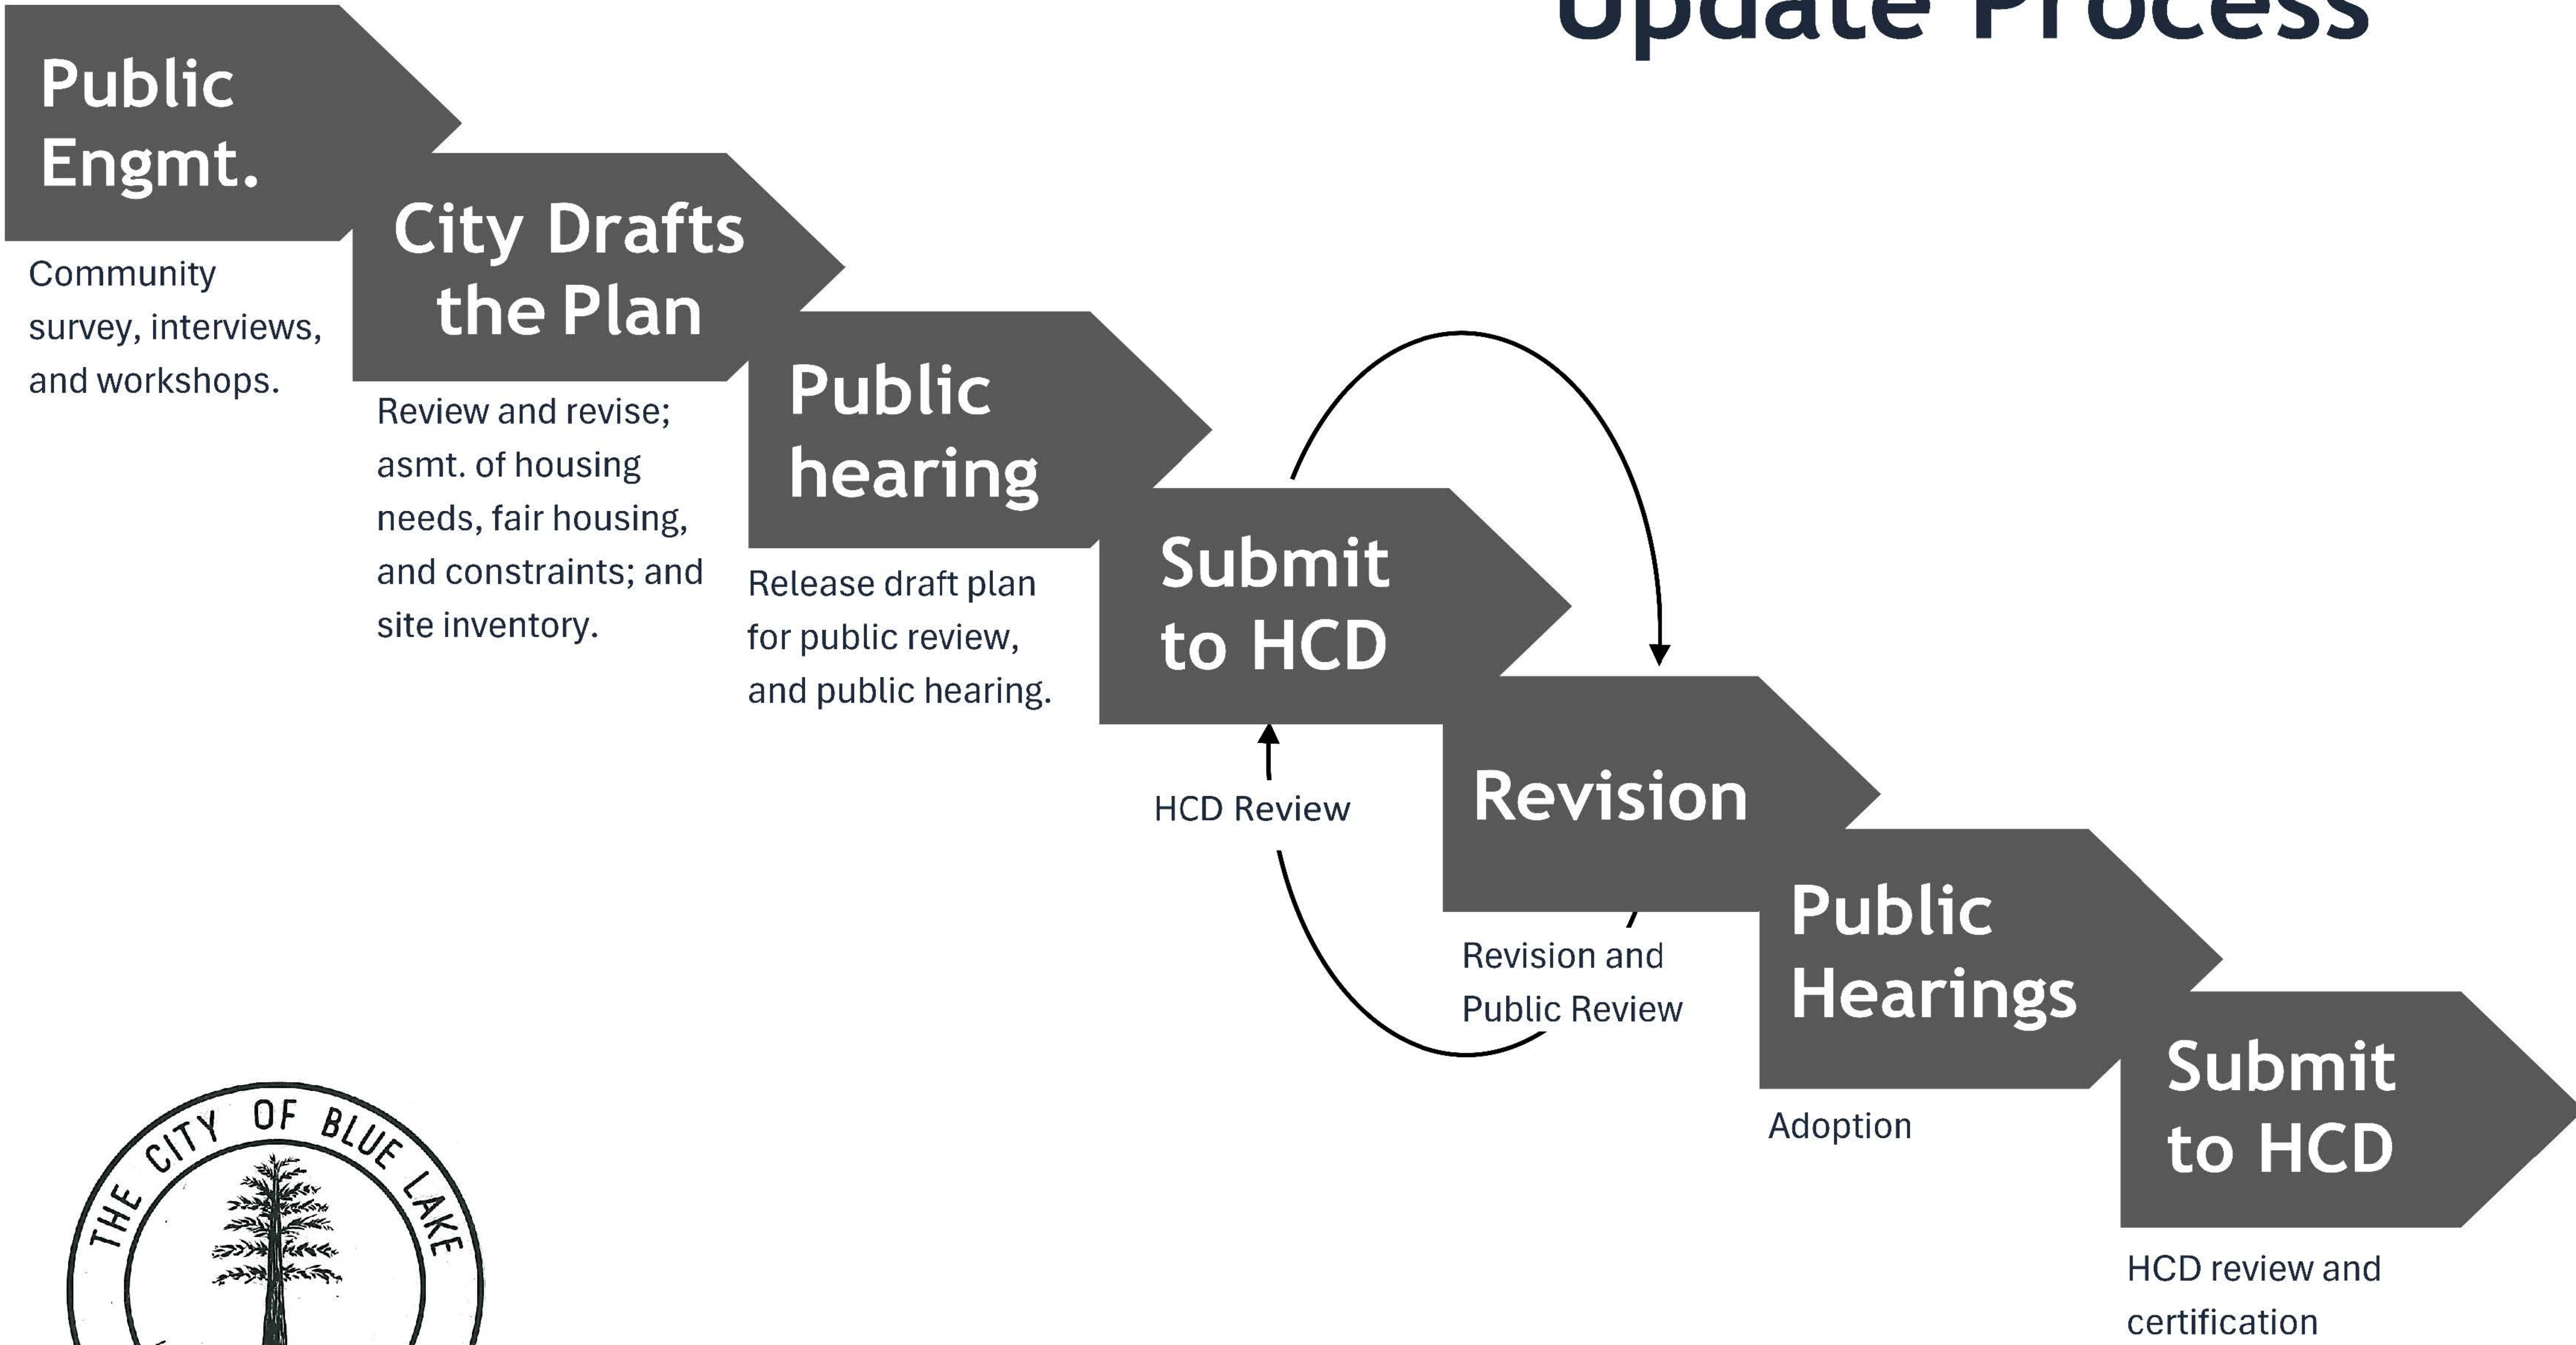 Update Process
Public
Engmt.
Community
survey, interviews,
and workshops.
City Drafts
the Plan
Review and revise;
asmt. of housing
needs, fair housing,
and constraints; and
site inventory.
Public
hearing
Release draft plan
for public review,
and public hearing.
Submit
to HCD
HCD Review
Revision
Revision and
Public Review
Public
Hearings
Adoption
Submit
to HCD
HCD review and
certification
THE CITY OF BLUE LAKE